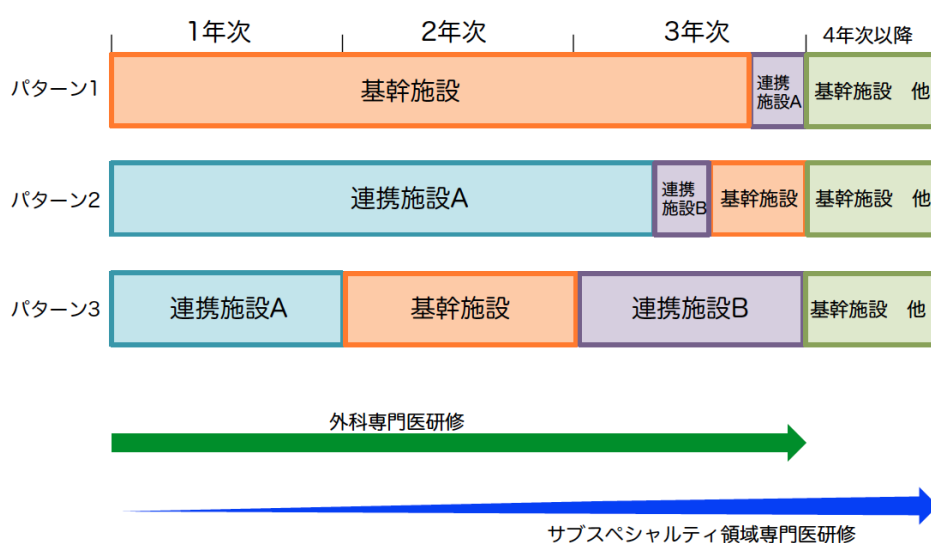 1年次 2年次 3年次 4年次以降
パターン1 基幹施設 連携
施設A 基幹施設 他
パターン2 連携施設A 連携
施設B 基幹施設 基幹施設 他
パターン3 連携施設A 基幹施設 連携施設B 基幹施設 他
外科専門医研修
サブスペシャルティ領域専門医研修